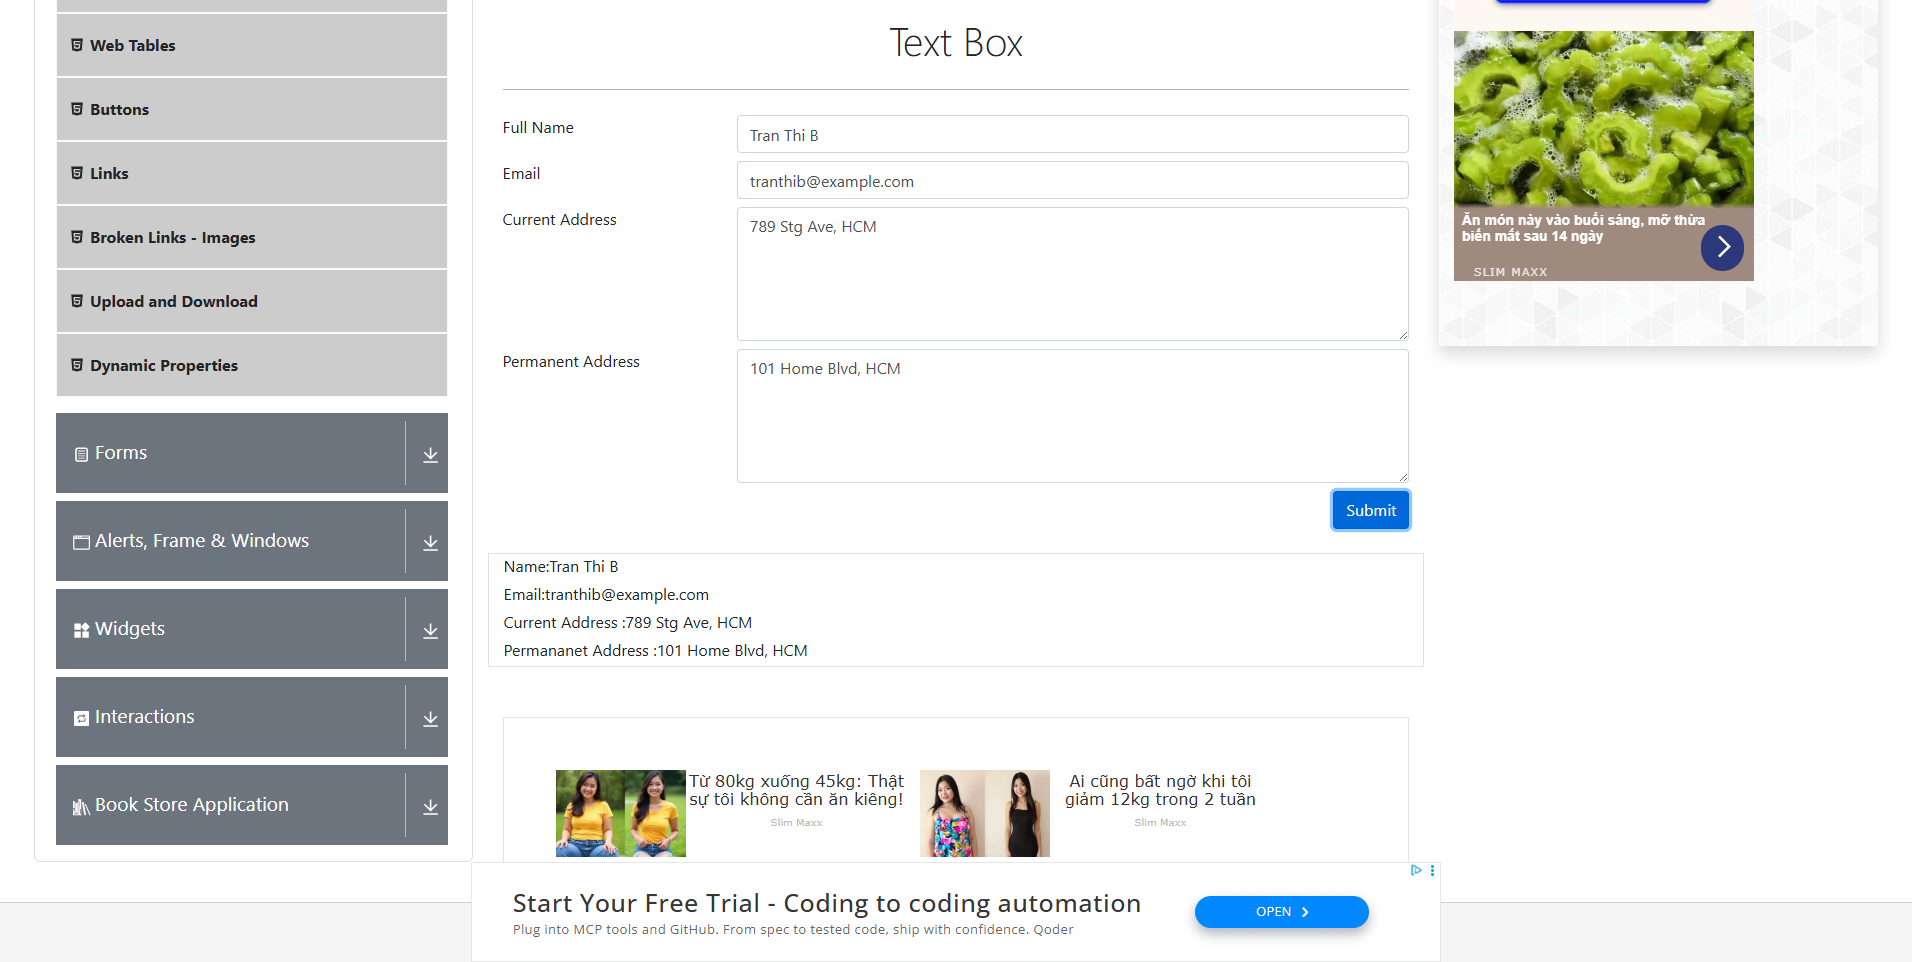 Web Tables
Buttons
Links
Broken Links - Images
Upload and Download
Dynamic Properties
Forms
Alerts, Frame & Windows
Widgets
Interactions
Book Store Application
Text Box
Full Name
Tran Thi B
Email
tranthib@example.com
Current Address
789 Stg Ave, HCM
Permanent Address
101 Home Blvd, HCM
Submit
Name:Tran Thi B
Email:tranthib@example.com
Current Address :789 Stg Ave, HCM
Permananet Address :101 Home Blvd, HCM
Từ 80kg xuống 45kg: Thật
sự tôi không cần ăn kiêng!
Slim Maxx
Ai cũng bất ngờ khi tôi
giảm 12kg trong 2 tuần
Slim Maxx
Start Your Free Trial - Coding to coding automation
Plug into MCP tools and GitHub. From spec to tested code, ship with confidence. Qoder
OPEN
Ăn món này vào buổi sáng, mỡ thừa
biến mất sau 14 ngày
SLIM MAXX